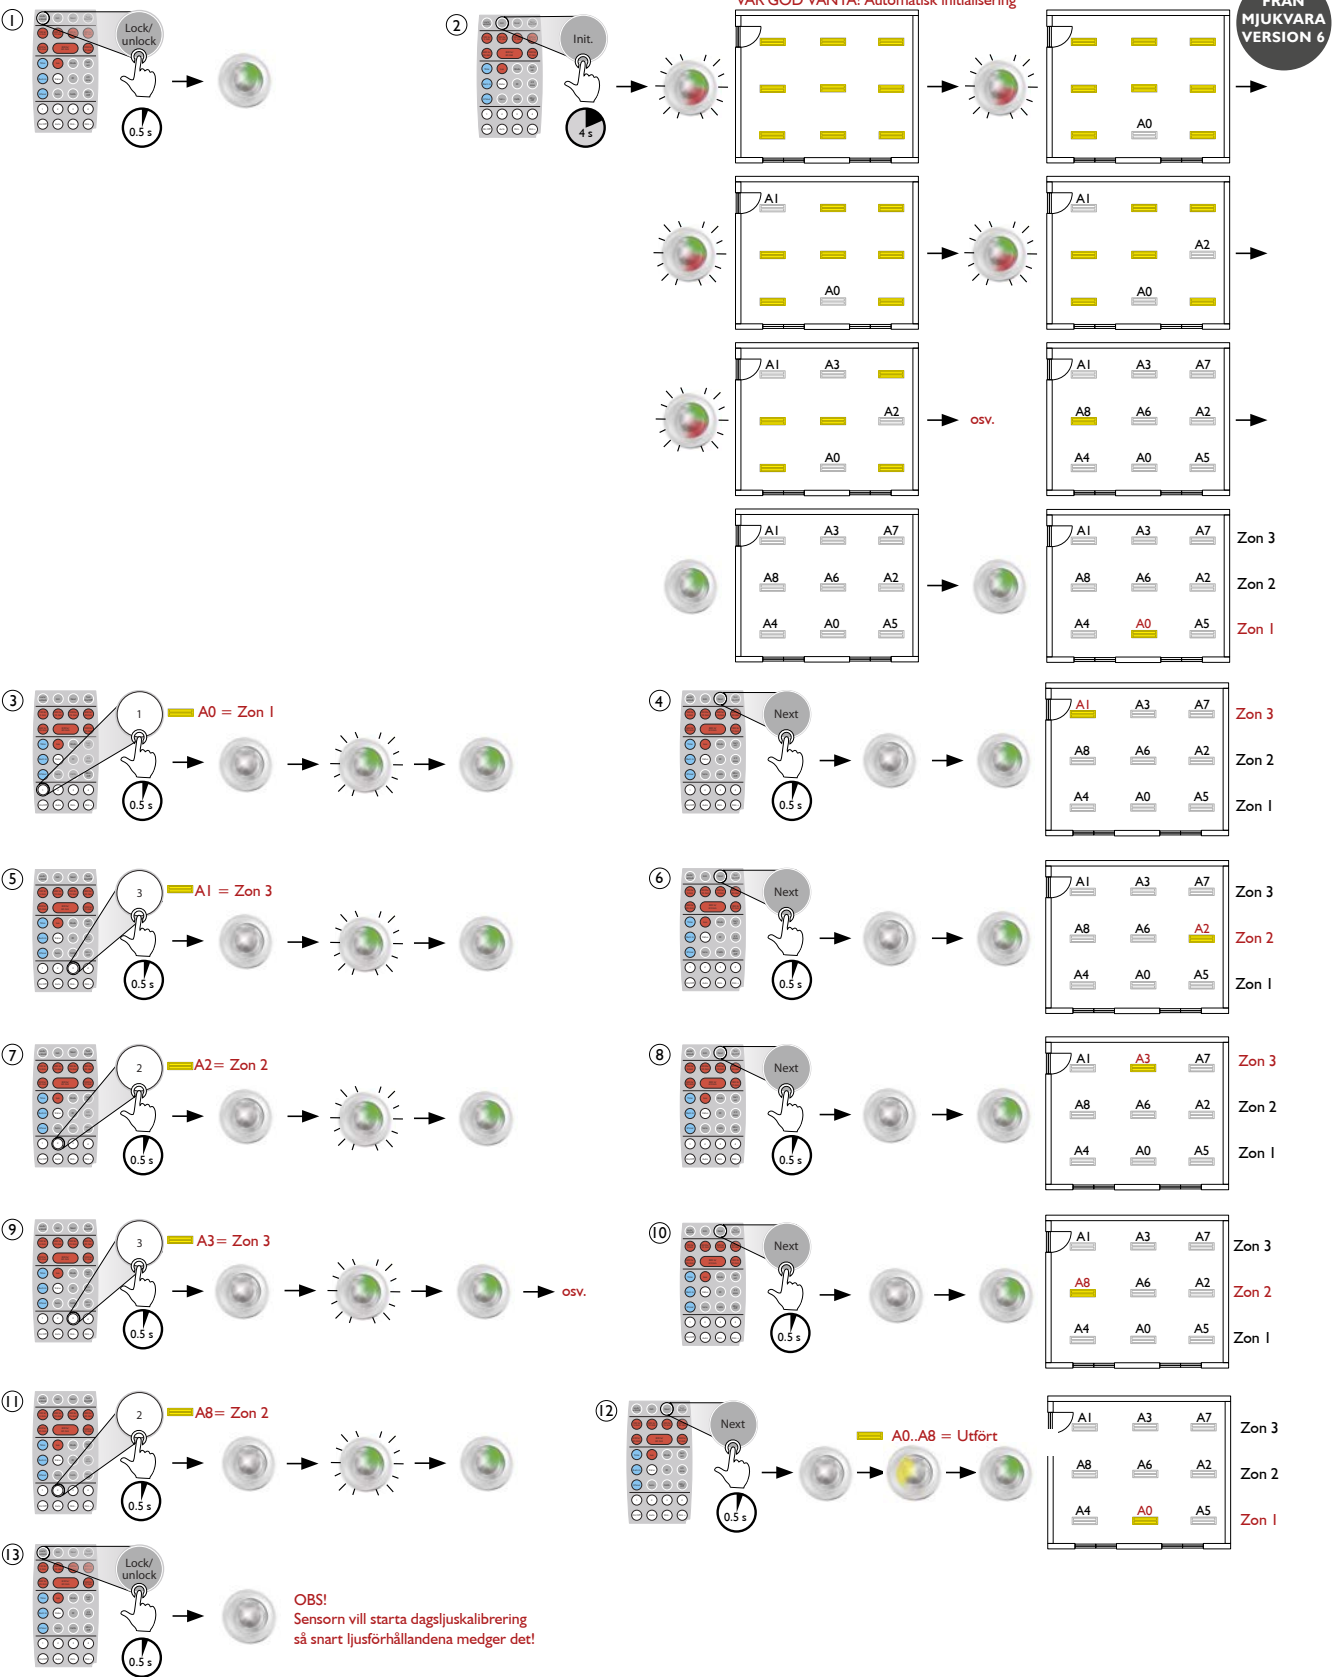 VAR GOD VÄNTA! Automatisk initialisering
FRÅN
MJUKVARA
VERSION 6
1
Lock/
unlock
0.5 s
2
Init.
4 s
A0
A1
A0
A1
A2
A0
A1 A3
A2
A0
osv.
A1 A3 A7
A8 A6 A2
A4 A0 A5
A1 A3 A7
A8 A6 A2
A4 A0 A5
A1 A3 A7 Zon 3
A8 A6 A2 Zon 2
A4 A0 A5 Zon 1
3
1
A0 = Zon 1
0.5 s
4
Next
0.5 s
A1 A3 A7 Zon 3
A8 A6 A2 Zon 2
A4 A0 A5 Zon 1
5
3
A1 = Zon 3
0.5 s
6
Next
0.5 s
A1 A3 A7 Zon 3
A8 A6 A2 Zon 2
A4 A0 A5 Zon 1
7
2
A2= Zon 2
0.5 s
8
Next
0.5 s
A1 A3 A7 Zon 3
A8 A6 A2 Zon 2
A4 A0 A5 Zon 1
9
3
A3= Zon 3
0.5 s
osv.
10
Next
0.5 s
A1 A3 A7 Zon 3
A8 A6 A2 Zon 2
A4 A0 A5 Zon 1
11
2
A8= Zon 2
0.5 s
12
Next
0.5 s
A0..A8 = Utfört
A1 A3 A7 Zon 3
A8 A6 A2 Zon 2
A4 A0 A5 Zon 1
13
Lock/
unlock
0.5 s
OBS!
Sensorn vill starta dagsljuskalibrering
så snart ljusförhållandena medger det!